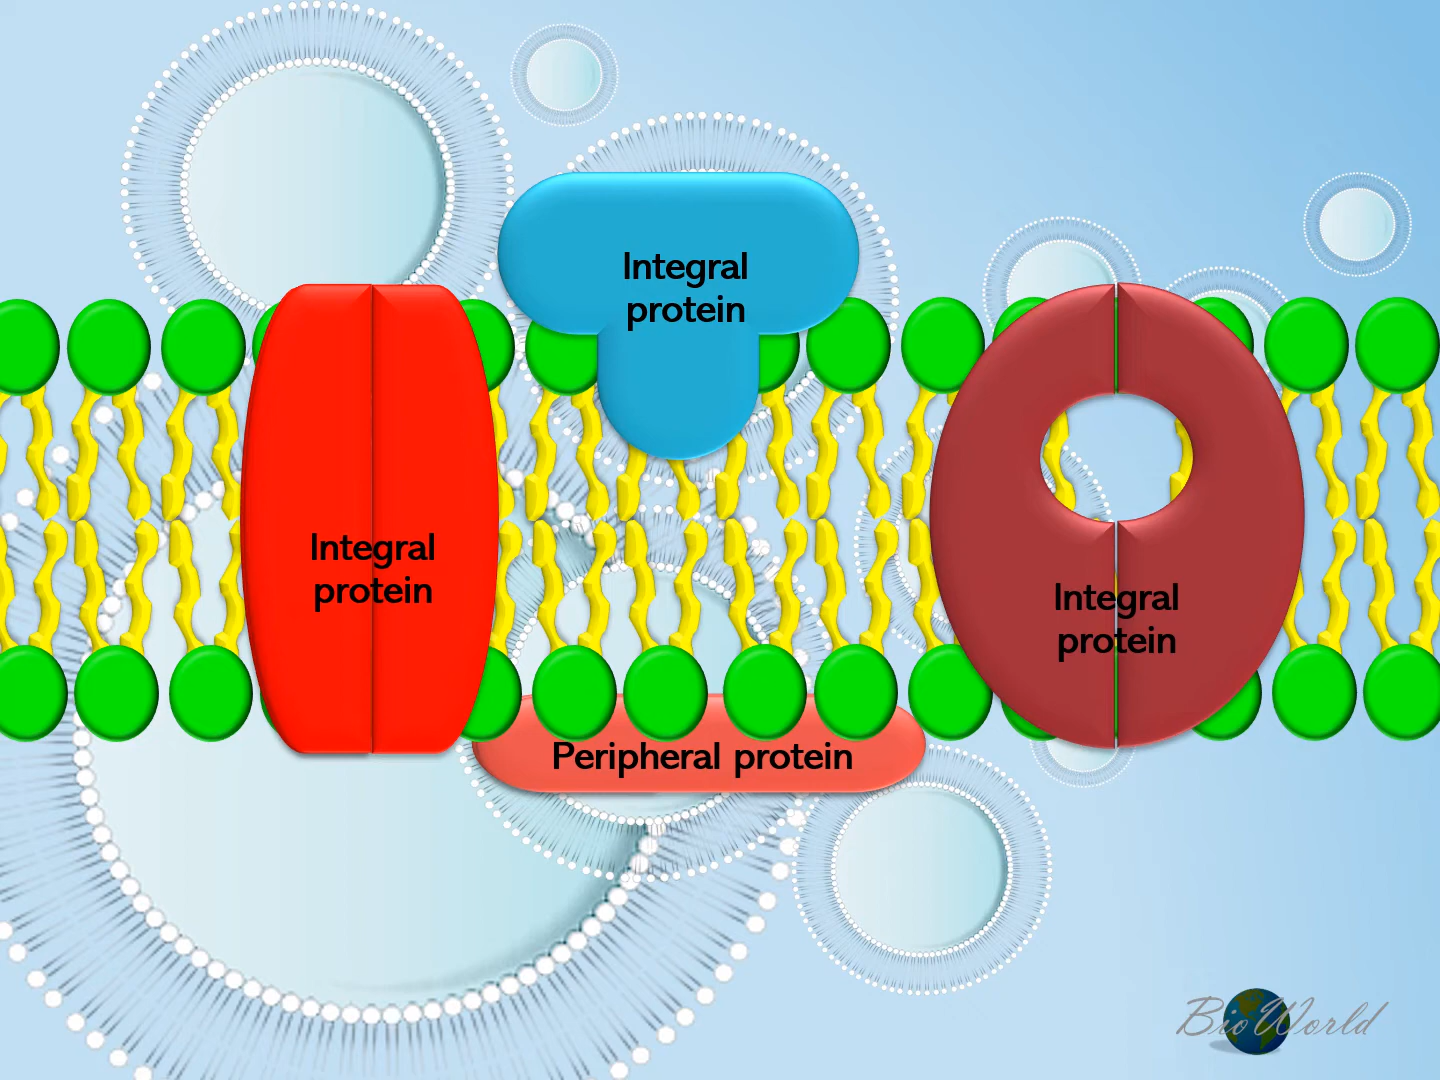 Integral
protein
Integral
protein
Integral
protein
Peripheral protein
BioWorld